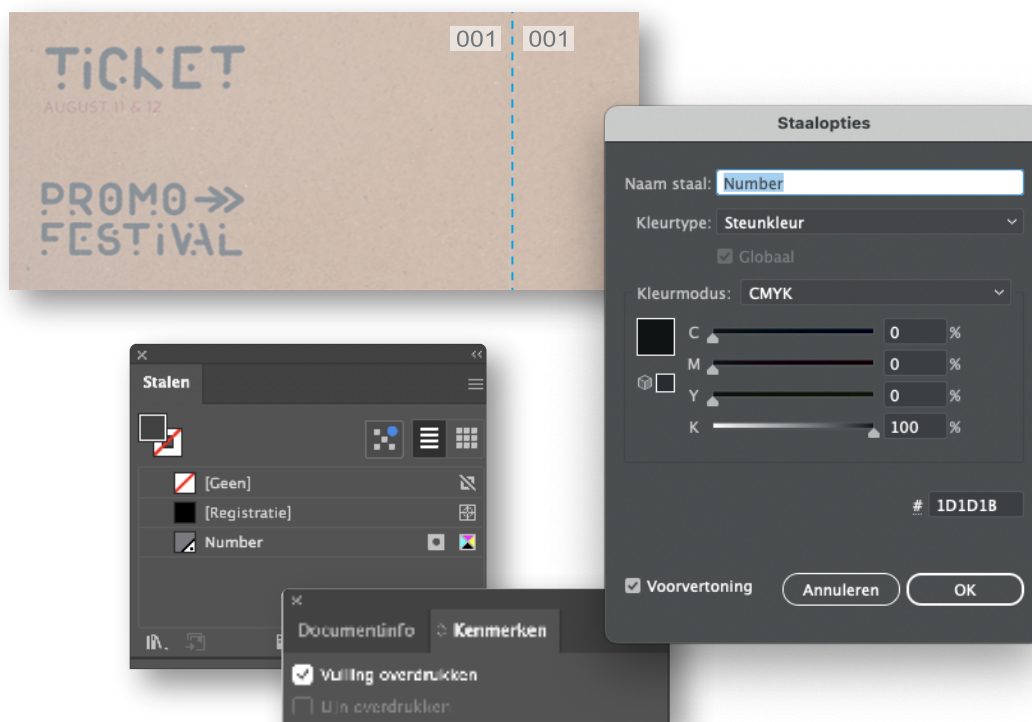 001 001
TiCKET
AUGUST 11 & 12
PROMO
FESTiVAL
Staalopties
Naam staal: Number
Kleurtype: Steunkleur
Globaal
Kleurmodus: CMYK
C 0 %
M 0 %
Y 0 %
K 100 %
# 1D1D1B
Voorvertoning Annuleren OK
Stalen
[Geen]
[Registratie]
Number
Documentinfo Kenmerken
Vulling overdrukken
Lijn overdrukken